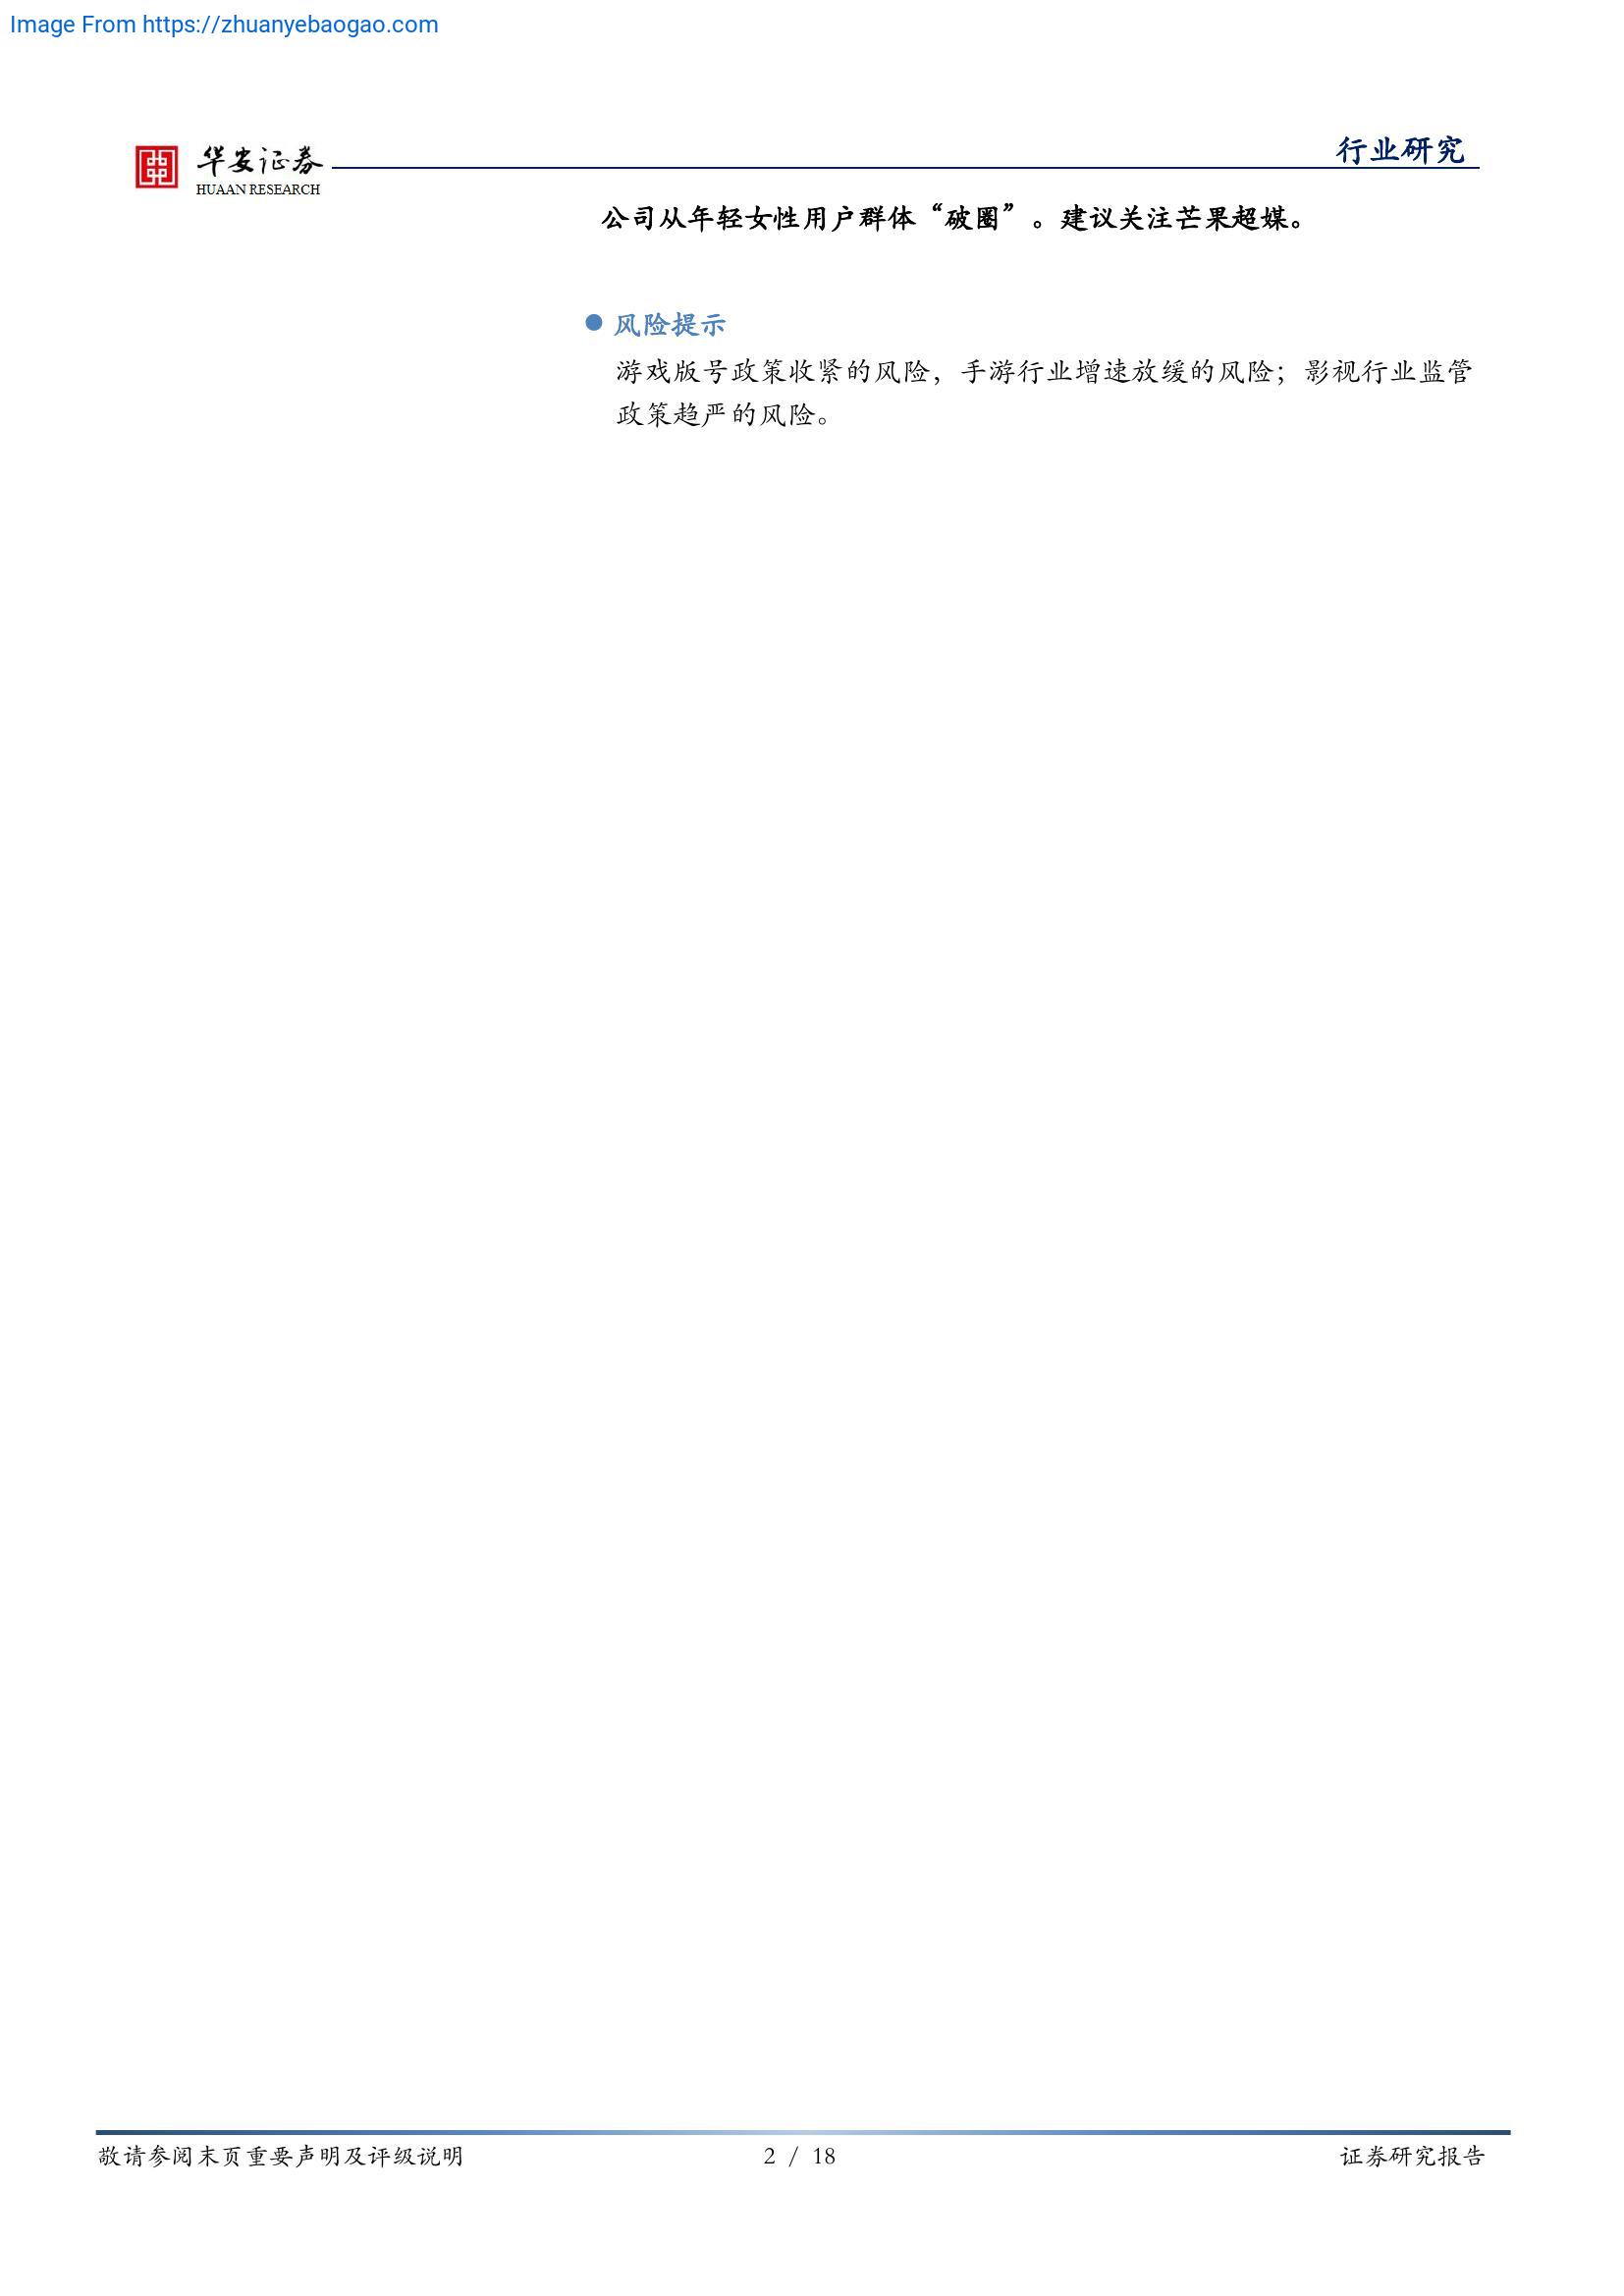 Image From https://zhuanyebaogao.com
华安证券
HUAAN RESEARCH
行业研究
公司从年轻女性用户群体“破圈”。建议关注芒果超媒。
风险提示
游戏版号政策收紧的风险，手游行业增速放缓的风险；影视行业监管
政策趋严的风险。
敬请参阅末页重要声明及评级说明
2 / 18
证券研究报告